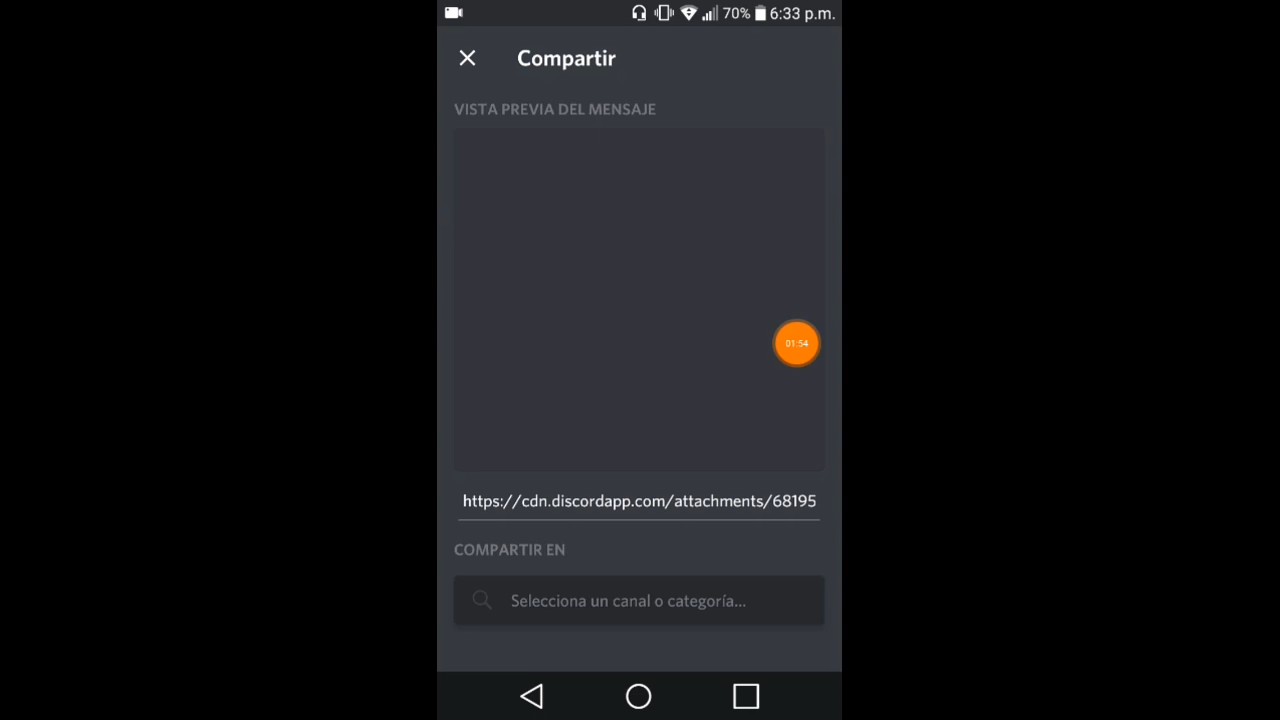 70% 6:33 p.m.
Compartir
VISTA PREVIA DEL MENSAJE
01:54
https://cdn.discordapp.com/attachments/68195
COMPARTIR EN
Selecciona un canal o categoría...